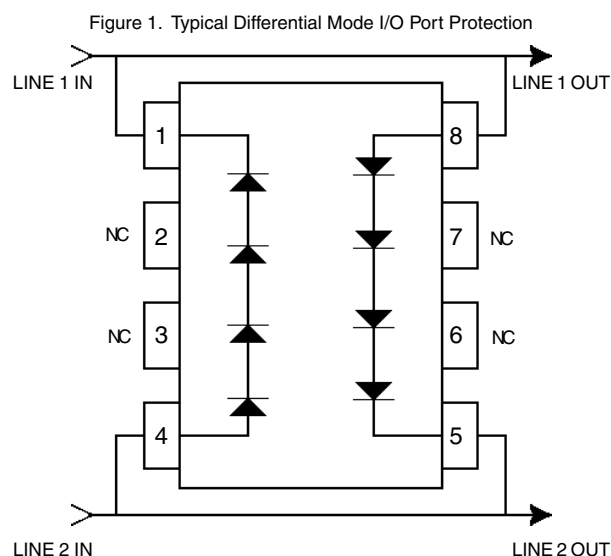 Figure 1. Typical Differential Mode I/O Port Protection
LINE 1 IN
LINE 1 OUT
1
8
NC
2
7
NC
NC
3
6
NC
4
5
LINE 2 IN
LINE 2 OUT